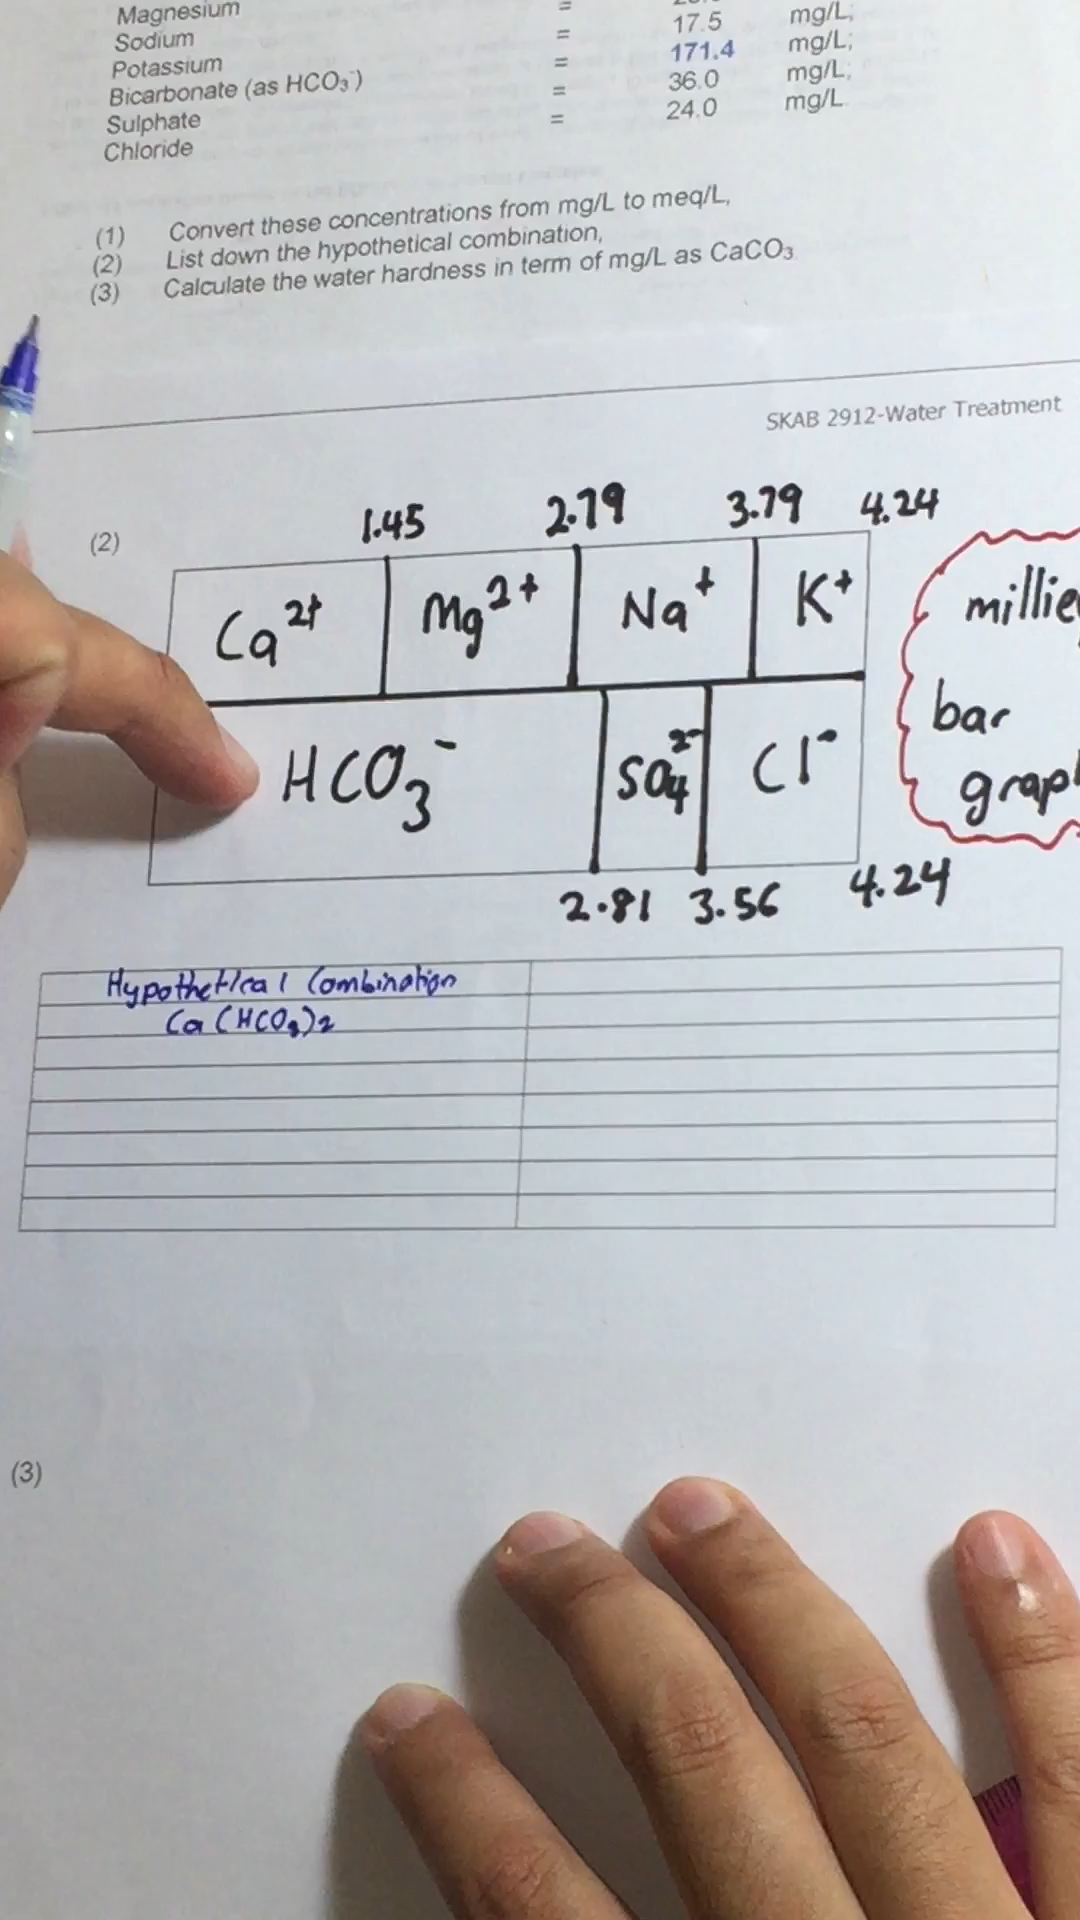 Magnesium =
Sodium = 17.5 mg/L;
Potassium = 171.4 mg/L;
Bicarbonate (as HCO₃⁻) = 36.0 mg/L;
Sulphate = 24.0 mg/L
Chloride
(1) Convert these concentrations from mg/L to meq/L,
(2) List down the hypothetical combination,
(3) Calculate the water hardness in term of mg/L as CaCO₃
SKAB 2912-Water Treatment
(2)
1.45 2.79 3.79 4.24
Ca²⁺ Mg²⁺ Na⁺ K⁺
HCO₃⁻ SO₄²⁻ Cl⁻
2.81 3.56 4.24
bar
Hypothetical Combination
Ca(HCO₃)₂
(3)